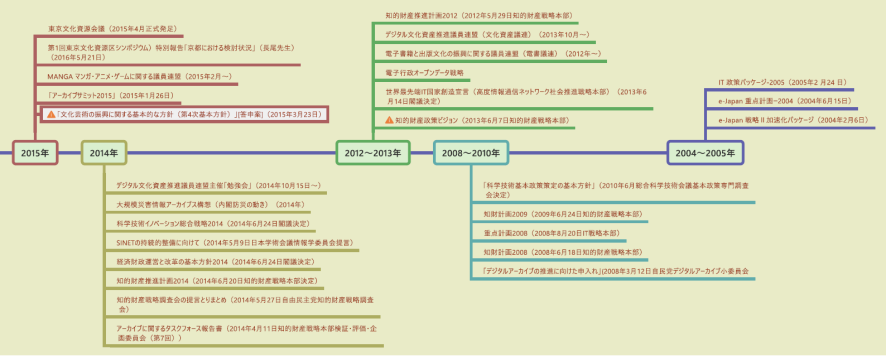 東京文化資源会議（2015年4月正式発足）
第1回東京文化資源区シンポジウム）特別報告「京都における検討状況」（長尾先生）
（2016年5月21日）
MANGA マンガ・アニメ・ゲームに関する議員連盟（2015年2月〜）
「アーカイブサミット2015」（2015年1月26日）
「文化芸術の振興に関する基本的な方針（第4次基本方針）」[答申案]（2015年3月23日）
知的財産推進計画2012（2012年5月29日知的財産戦略本部）
デジタル文化資産推進議員連盟（文化資産議連）（2013年10月〜）
電子書籍と出版文化の振興に関する議員連盟（電書議連）（2012年〜）
電子行政オープンデータ戦略
世界最先端IT国家創造宣言（高度情報通信ネットワーク社会推進戦略本部）（2013年6
月14日閣議決定）
知的財産政策ビジョン（2013年6月7日知的財産戦略本部）
IT 政策パッケージ-2005（2005年2月24日）
e-Japan 重点計画−2004（2004年6月15日）
e-Japan 戦略 II 加速化パッケージ（2004年2月6日）
2015年
2014年
2012〜2013年
2008〜2010年
2004〜2005年
デジタル文化資産推進議員連盟主催「勉強会」（2014年10月15日〜）
大規模災害情報アーカイブス構想（内閣防災の動き）（2014年）
科学技術イノベーション総合戦略2014（2014年6月24日閣議決定）
SINETの持続的整備に向けて（2014年5月9日日本学術会議情報学委員会提言）
経済財政運営と改革の基本方針2014（2014年6月24日閣議決定）
知的財産推進計画2014（2014年6月20日知的財産戦略本部決定）
知的財産戦略調査会の提言とりまとめ（2014年5月27日自由民主党知的財産戦略調査
会）
アーカイブに関するタスクフォース報告書（2014年4月11日知的財産戦略本部検証・評価・企
画委員会（第7回））
「科学技術基本政策策定の基本方針」（2010年6月総合科学技術会議基本政策専門調査
会決定）
知財計画2009（2009年6月24日知的財産戦略本部）
重点計画2008（2008年8月20日IT戦略本部）
知財計画2008（2008年6月18日知的財産戦略本部）
「デジタルアーカイブの推進に向けた申入れ」（2008年3月12日自民党デジタルアーカイブ小委員会